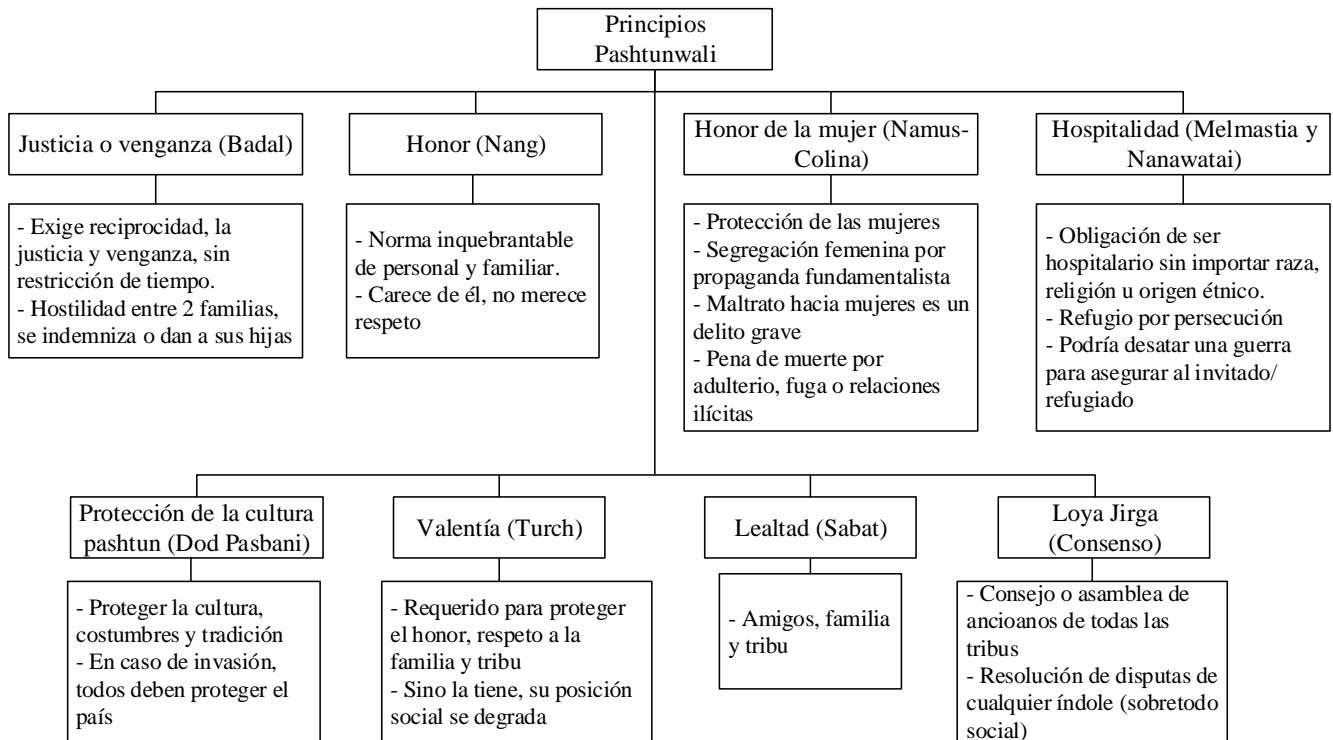 Principios
Pashtunwali
Justicia o venganza (Badal)
Honor (Nang)
Honor de la mujer (Namus-
Colina)
Hospitalidad (Melmastia y
Nanawatai)
- Exige reciprocidad, la
justicia y venganza, sin
restricción de tiempo.
- Hostilidad entre 2 familias,
se indemniza o dan a sus hijas
- Norma inquebrantable
de personal y familiar.
- Carece de él, no merece
respeto
- Protección de las mujeres
- Segregación femenina por
propaganda fundamentalista
- Maltrato hacia mujeres es un
delito grave
- Pena de muerte por
adulterio, fuga o relaciones
ilícitas
- Obligación de ser
hospitalario sin importar raza,
religión u origen étnico.
- Refugio por persecución
- Podría desatar una guerra
para asegurar al invitado/
refugiado
Protección de la cultura
pashtun (Dod Pasbani)
Valentía (Turch)
Lealtad (Sabat)
Loya Jirga
(Consenso)
- Proteger la cultura,
costumbres y tradición
- En caso de invasión,
todos deben proteger el
país
- Requerido para proteger
el honor, respeto a la
familia y tribu
- Sino la tiene, su posición
social se degrada
- Amigos, familia
y tribu
- Consejo o asamblea de
ancioanos de todas las
tribus
- Resolución de disputas de
cualquier índole (sobretodo
social)